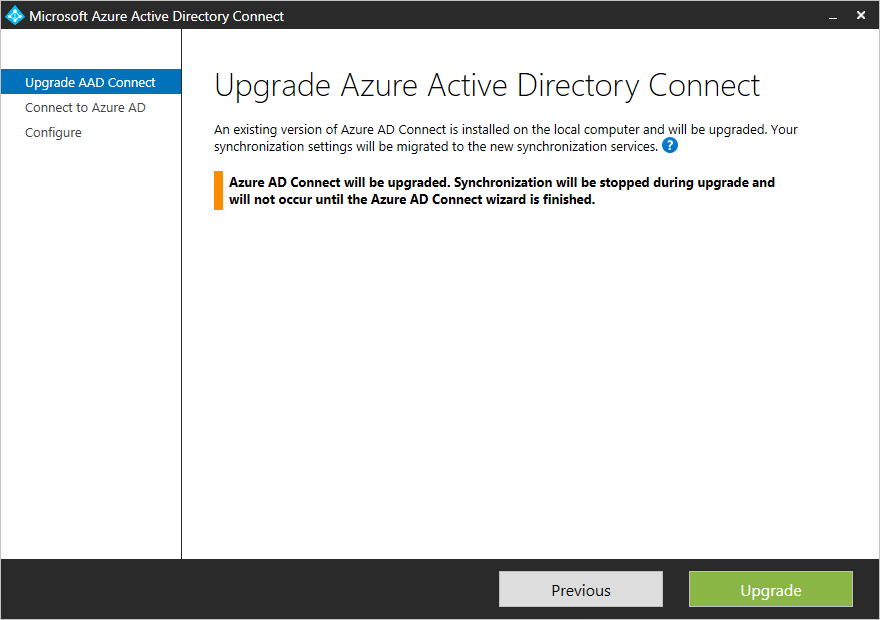 Microsoft Azure Active Directory Connect
Upgrade AAD Connect
Connect to Azure AD
Configure
Upgrade Azure Active Directory Connect
An existing version of Azure AD Connect is installed on the local computer and will be upgraded. Your
synchronization settings will be migrated to the new synchronization services. ?
Azure AD Connect will be upgraded. Synchronization will be stopped during upgrade and
will not occur until the Azure AD Connect wizard is finished.
Previous
Upgrade